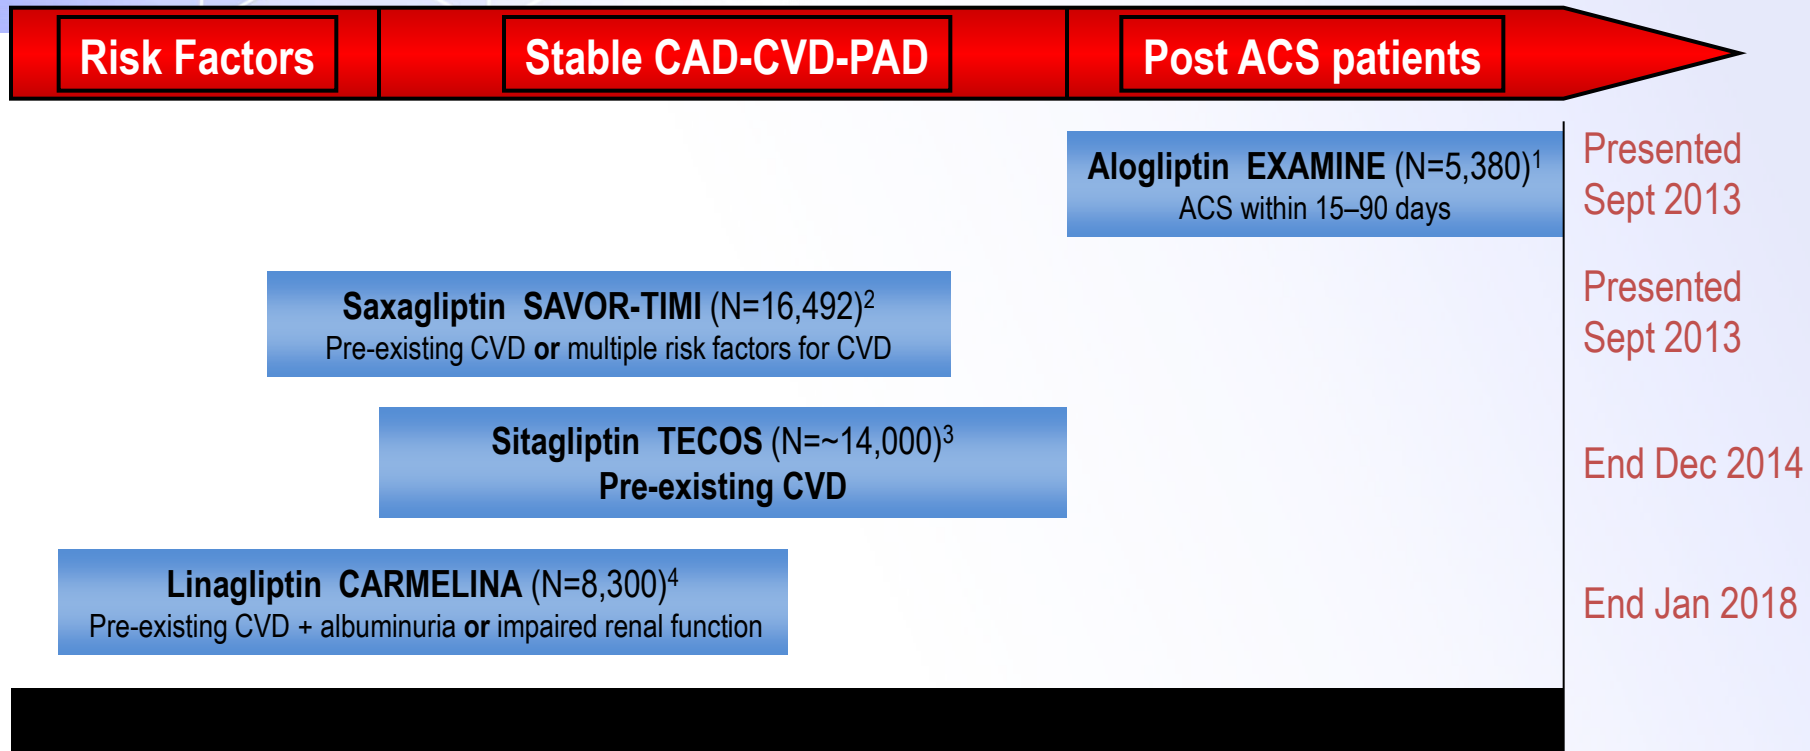 Risk Factors
Stable CAD-CVD-PAD
Post ACS patients
Alogliptin EXAMINE (N=5,380)¹
ACS within 15–90 days
Presented
Sept 2013
Saxagliptin SAVOR-TIMI (N=16,492)²
Pre-existing CVD or multiple risk factors for CVD
Presented
Sept 2013
Sitagliptin TECOS (N=~14,000)³
Pre-existing CVD
End Dec 2014
Linagliptin CARMELINA (N=8,300)⁴
Pre-existing CVD + albuminuria or impaired renal function
End Jan 2018